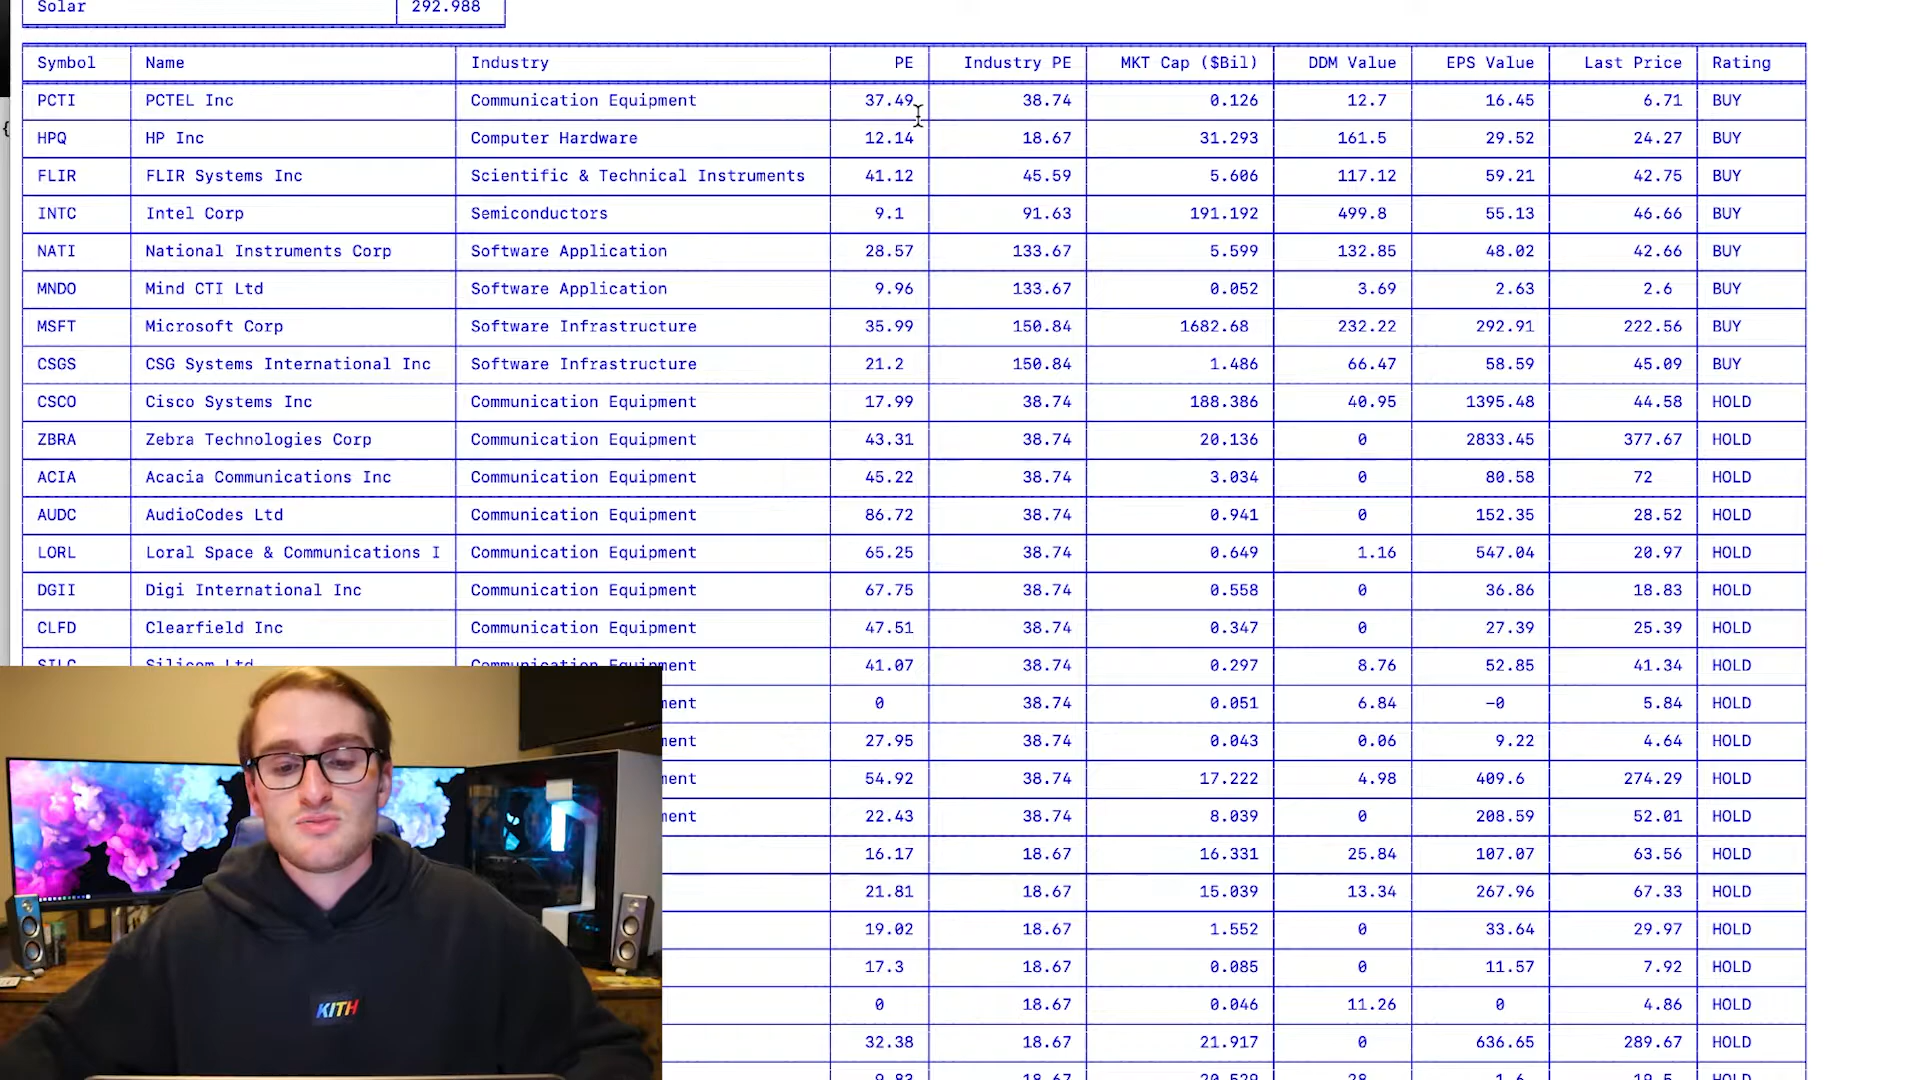 Solar 292.988
Symbol Name Industry PE Industry PE MKT Cap ($Bil) DDM Value EPS Value Last Price Rating
PCTI PCTEL Inc Communication Equipment 37.49 38.74 0.126 12.7 16.45 6.71 BUY
{
HPQ HP Inc Computer Hardware 12.14 18.67 31.293 161.5 29.52 24.27 BUY
FLIR FLIR Systems Inc Scientific & Technical Instruments 41.12 45.59 5.606 117.12 59.21 42.75 BUY
INTC Intel Corp Semiconductors 9.1 91.63 191.192 499.8 55.13 46.66 BUY
NATI National Instruments Corp Software Application 28.57 133.67 5.599 132.85 48.02 42.66 BUY
MNDO Mind CTI Ltd Software Application 9.96 133.67 0.052 3.69 2.63 2.6 BUY
MSFT Microsoft Corp Software Infrastructure 35.99 150.84 1682.68 232.22 292.91 222.56 BUY
CSGS CSG Systems International Inc Software Infrastructure 21.2 150.84 1.486 66.47 58.59 45.09 BUY
CSCO Cisco Systems Inc Communication Equipment 17.99 38.74 188.386 40.95 1395.48 44.58 HOLD
ZBRA Zebra Technologies Corp Communication Equipment 43.31 38.74 20.136 0 2833.45 377.67 HOLD
ACIA Acacia Communications Inc Communication Equipment 45.22 38.74 3.034 0 80.58 72 HOLD
AUDC AudioCodes Ltd Communication Equipment 86.72 38.74 0.941 0 152.35 28.52 HOLD
LORL Loral Space & Communications I Communication Equipment 65.25 38.74 0.649 1.16 547.04 20.97 HOLD
DGII Digi International Inc Communication Equipment 67.75 38.74 0.558 0 36.86 18.83 HOLD
CLFD Clearfield Inc Communication Equipment 47.51 38.74 0.347 0 27.39 25.39 HOLD
SILC Silicom Ltd Communication Equipment 41.07 38.74 0.297 8.76 52.85 41.34 HOLD
ment 0 38.74 0.051 6.84 -0 5.84 HOLD
ment 27.95 38.74 0.043 0.06 9.22 4.64 HOLD
ment 54.92 38.74 17.222 4.98 409.6 274.29 HOLD
ment 22.43 38.74 8.039 0 208.59 52.01 HOLD
16.17 18.67 16.331 25.84 107.07 63.56 HOLD
21.81 18.67 15.039 13.34 267.96 67.33 HOLD
19.02 18.67 1.552 0 33.64 29.97 HOLD
17.3 18.67 0.085 0 11.57 7.92 HOLD
0 18.67 0.046 11.26 0 4.86 HOLD
32.38 18.67 21.917 0 636.65 289.67 HOLD
9.83 18.67 20.529 28 1.6 19.5 HOLD
KITH